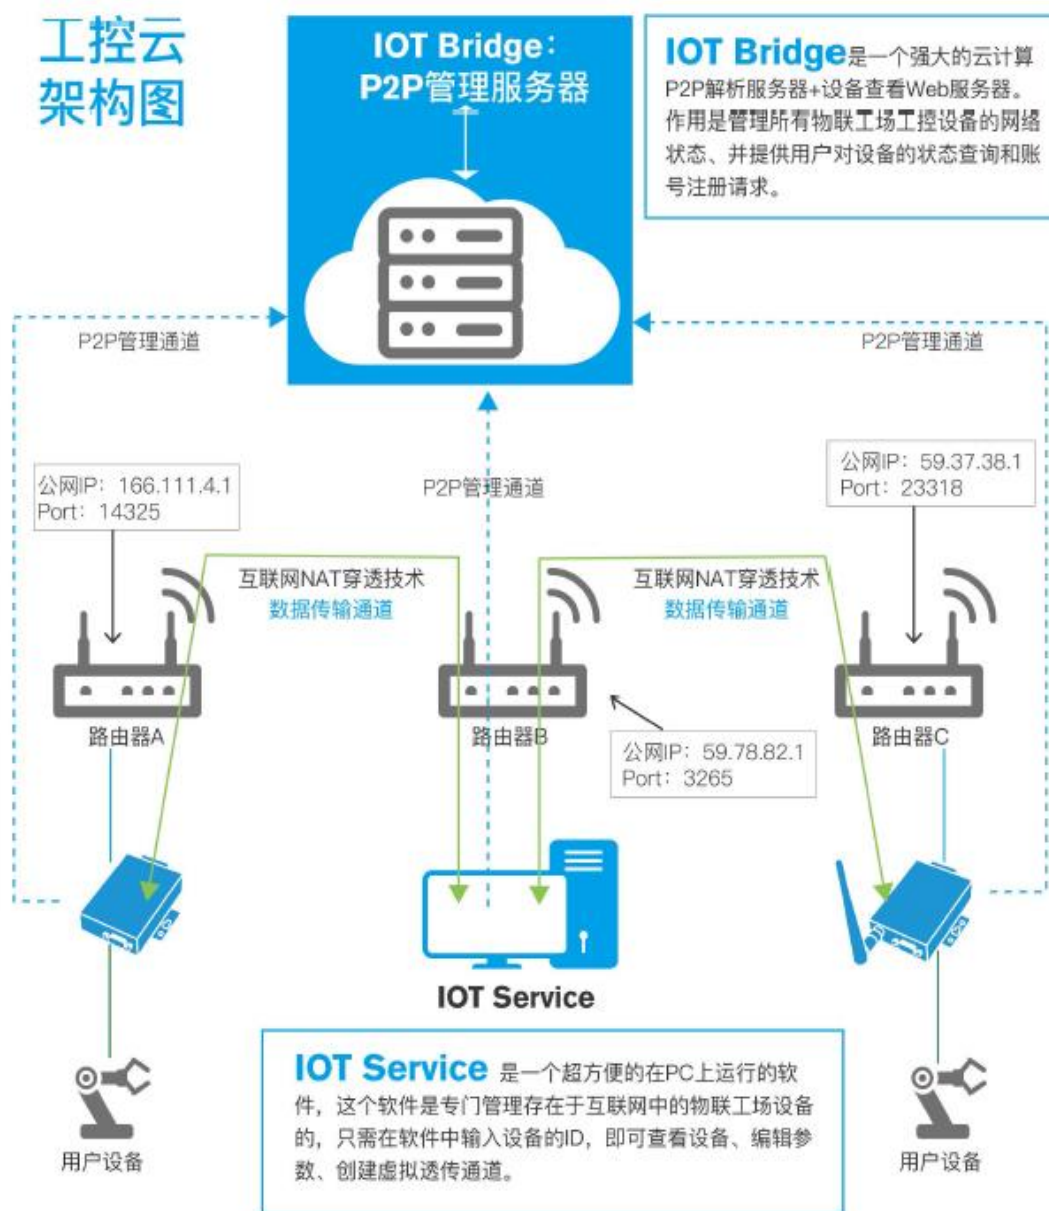 工控云
架构图
IOT Bridge：
P2P管理服务器
IOT Bridge是一个强大的云计算
P2P解析服务器+设备查看Web服务器。
作用是管理所有物联工场工控设备的网络
状态、并提供用户对设备的状态查询和账
号注册请求。
P2P管理通道
P2P管理通道
P2P管理通道
公网IP：166.111.4.1
Port：14325
公网IP：59.37.38.1
Port：23318
互联网NAT穿透技术
数据传输通道
互联网NAT穿透技术
数据传输通道
路由器A
路由器B
路由器C
公网IP：59.78.82.1
Port：3265
IOT Service
IOT Service 是一个超方便的在PC上运行的软
件，这个软件是专门管理存在于互联网中的物联工场设备
的，只需在软件中输入设备的ID，即可查看设备、编辑参
数、创建虚拟透传通道。
用户设备
用户设备